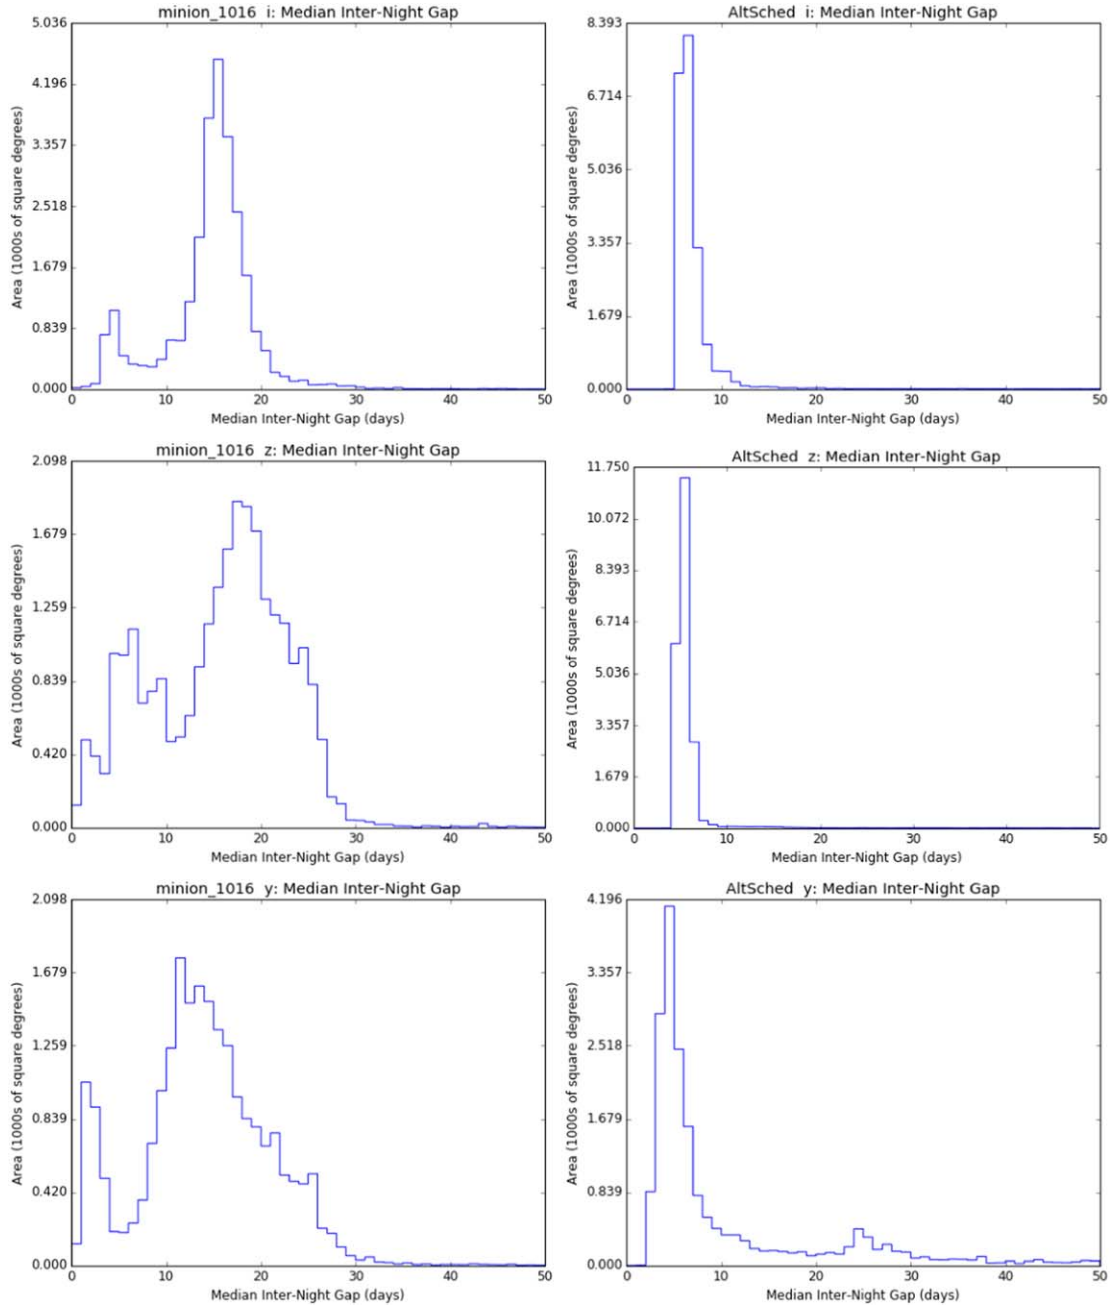 minion_1016  i: Median Inter-Night Gap
5.036
4.196
3.357
2.518
1.679
0.839
0.000
Area (1000s of square degrees)
0 10 20 30 40 50
Median Inter-Night Gap (days)
AltSched  i: Median Inter-Night Gap
8.393
6.714
5.036
3.357
1.679
0.000
Area (1000s of square degrees)
0 10 20 30 40 50
Median Inter-Night Gap (days)
minion_1016  z: Median Inter-Night Gap
2.098
1.679
1.259
0.839
0.420
0.000
Area (1000s of square degrees)
0 10 20 30 40 50
Median Inter-Night Gap (days)
AltSched  z: Median Inter-Night Gap
11.750
10.072
8.393
6.714
5.036
3.357
1.679
0.000
Area (1000s of square degrees)
0 10 20 30 40 50
Median Inter-Night Gap (days)
minion_1016  y: Median Inter-Night Gap
2.098
1.679
1.259
0.839
0.420
0.000
Area (1000s of square degrees)
0 10 20 30 40 50
Median Inter-Night Gap (days)
AltSched  y: Median Inter-Night Gap
4.196
3.357
2.518
1.679
0.839
0.000
Area (1000s of square degrees)
0 10 20 30 40 50
Median Inter-Night Gap (days)